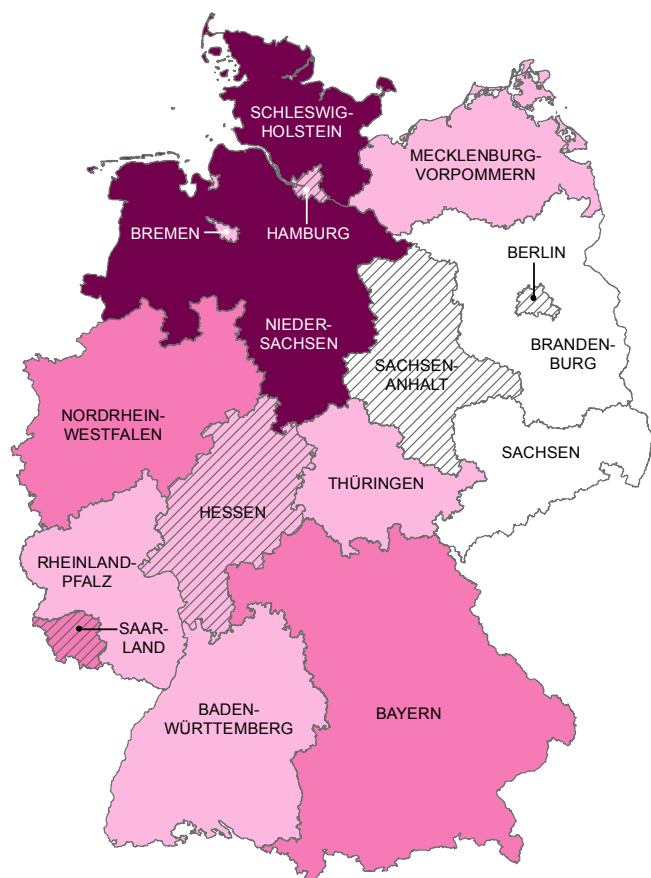 SCHLESWIG-
HOLSTEIN
MECKLENBURG-
VORPOMMERN
BREMEN
HAMBURG
BERLIN
NIEDER-
SACHSEN
BRANDEN-
BURG
SACHSEN-
ANHALT
NORDRHEIN-
WESTFALEN
SACHSEN
THÜRINGEN
HESSEN
RHEINLAND-
PFALZ
SAAR-
LAND
BADEN-
WÜRTTEMBERG
BAYERN